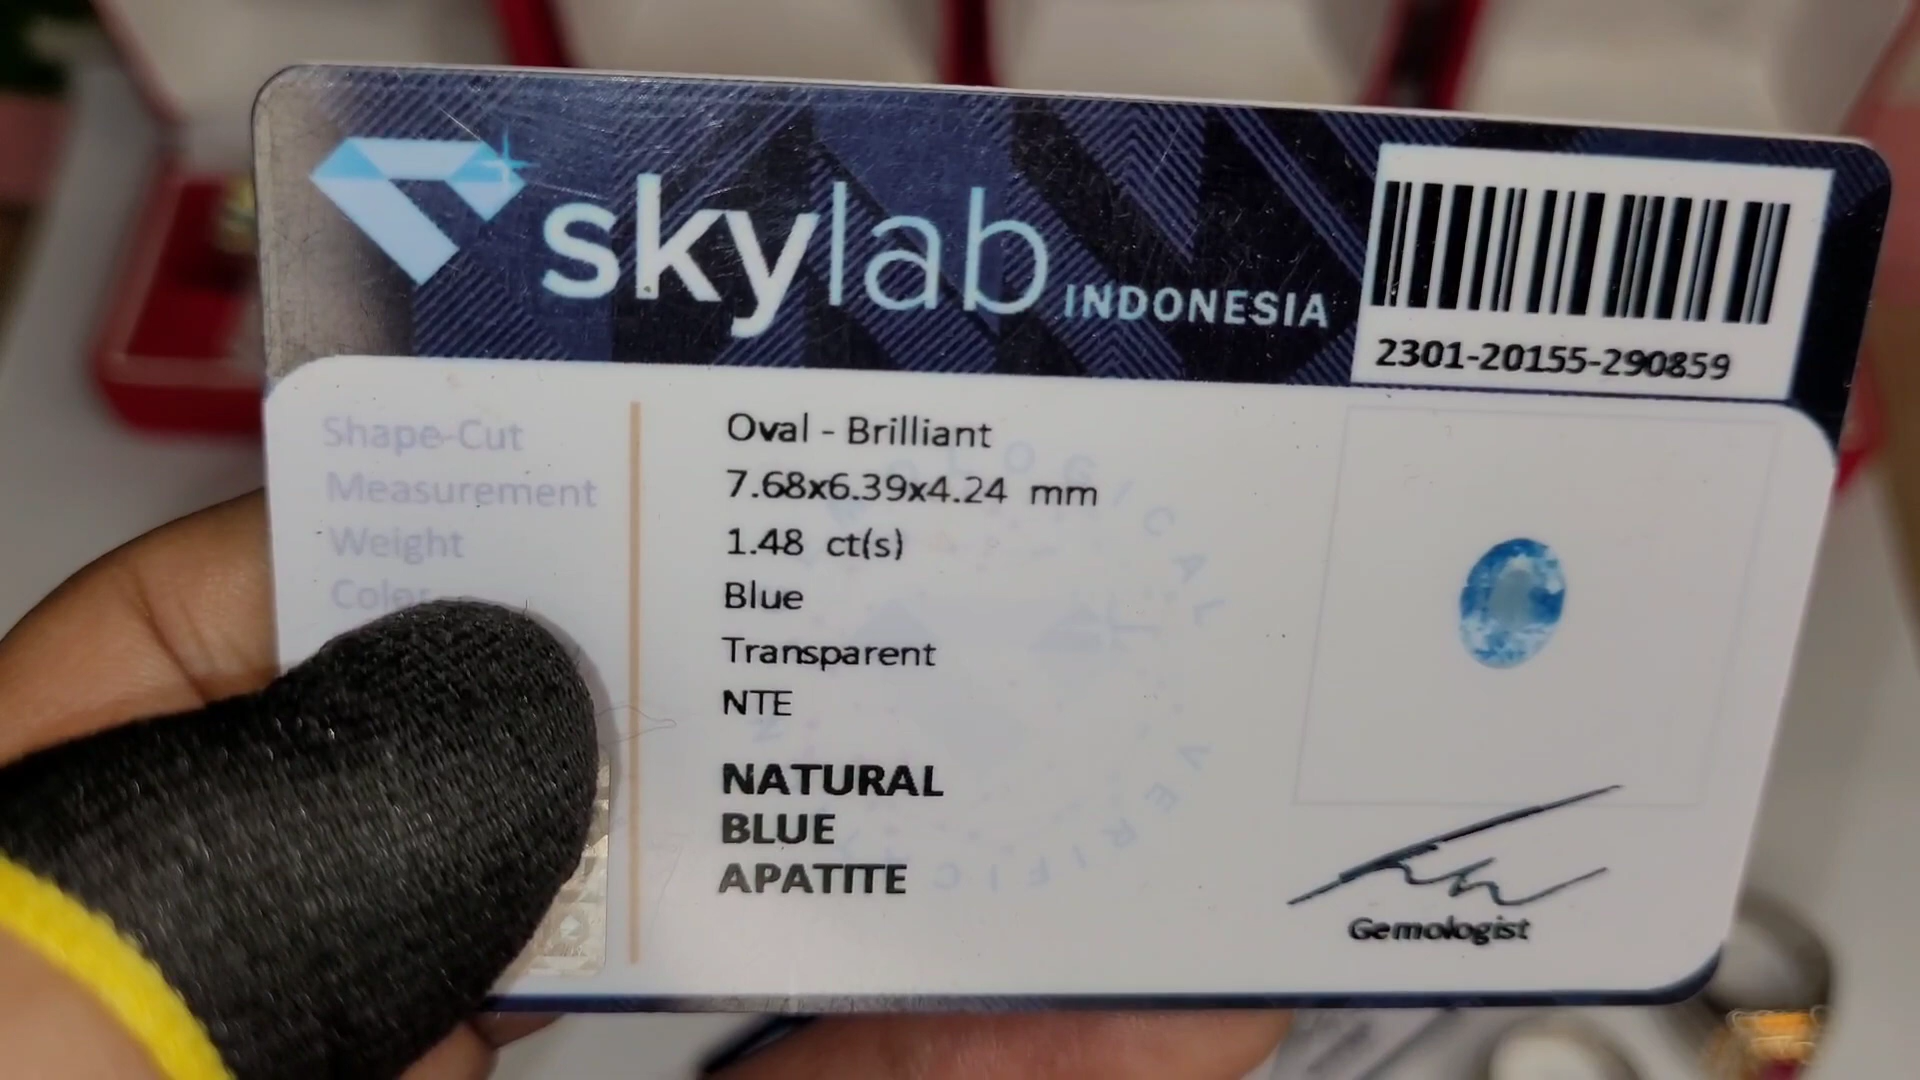 skylab INDONESIA
2301-20155-290859
Shape-Cut Oval - Brilliant
Measurement 7.68x6.39x4.24 mm
Weight 1.48 ct(s)
Color Blue
Transparent
NTE
NATURAL
BLUE
APATITE
Gemologist